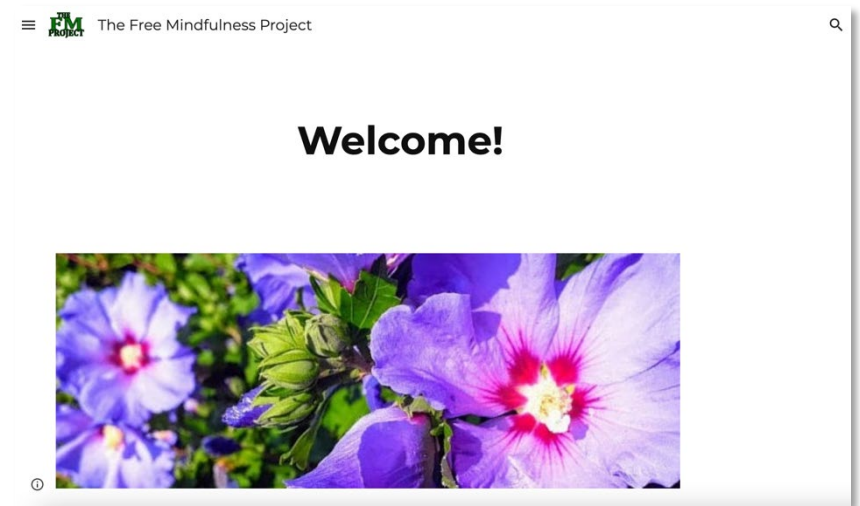 THE
FM
PROJECT
The Free Mindfulness Project
Welcome!